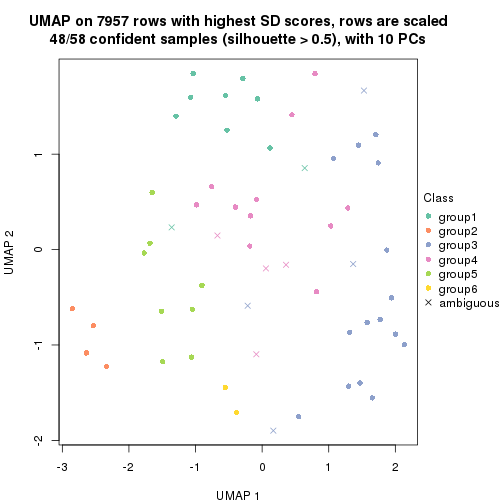 UMAP on 7957 rows with highest SD scores, rows are scaled
48/58 confident samples (silhouette > 0.5), with 10 PCs
UMAP 2
1
0
-1
-2
-3
-2
-1
0
1
2
UMAP 1
Class
group1
group2
group3
group4
group5
group6
ambiguous